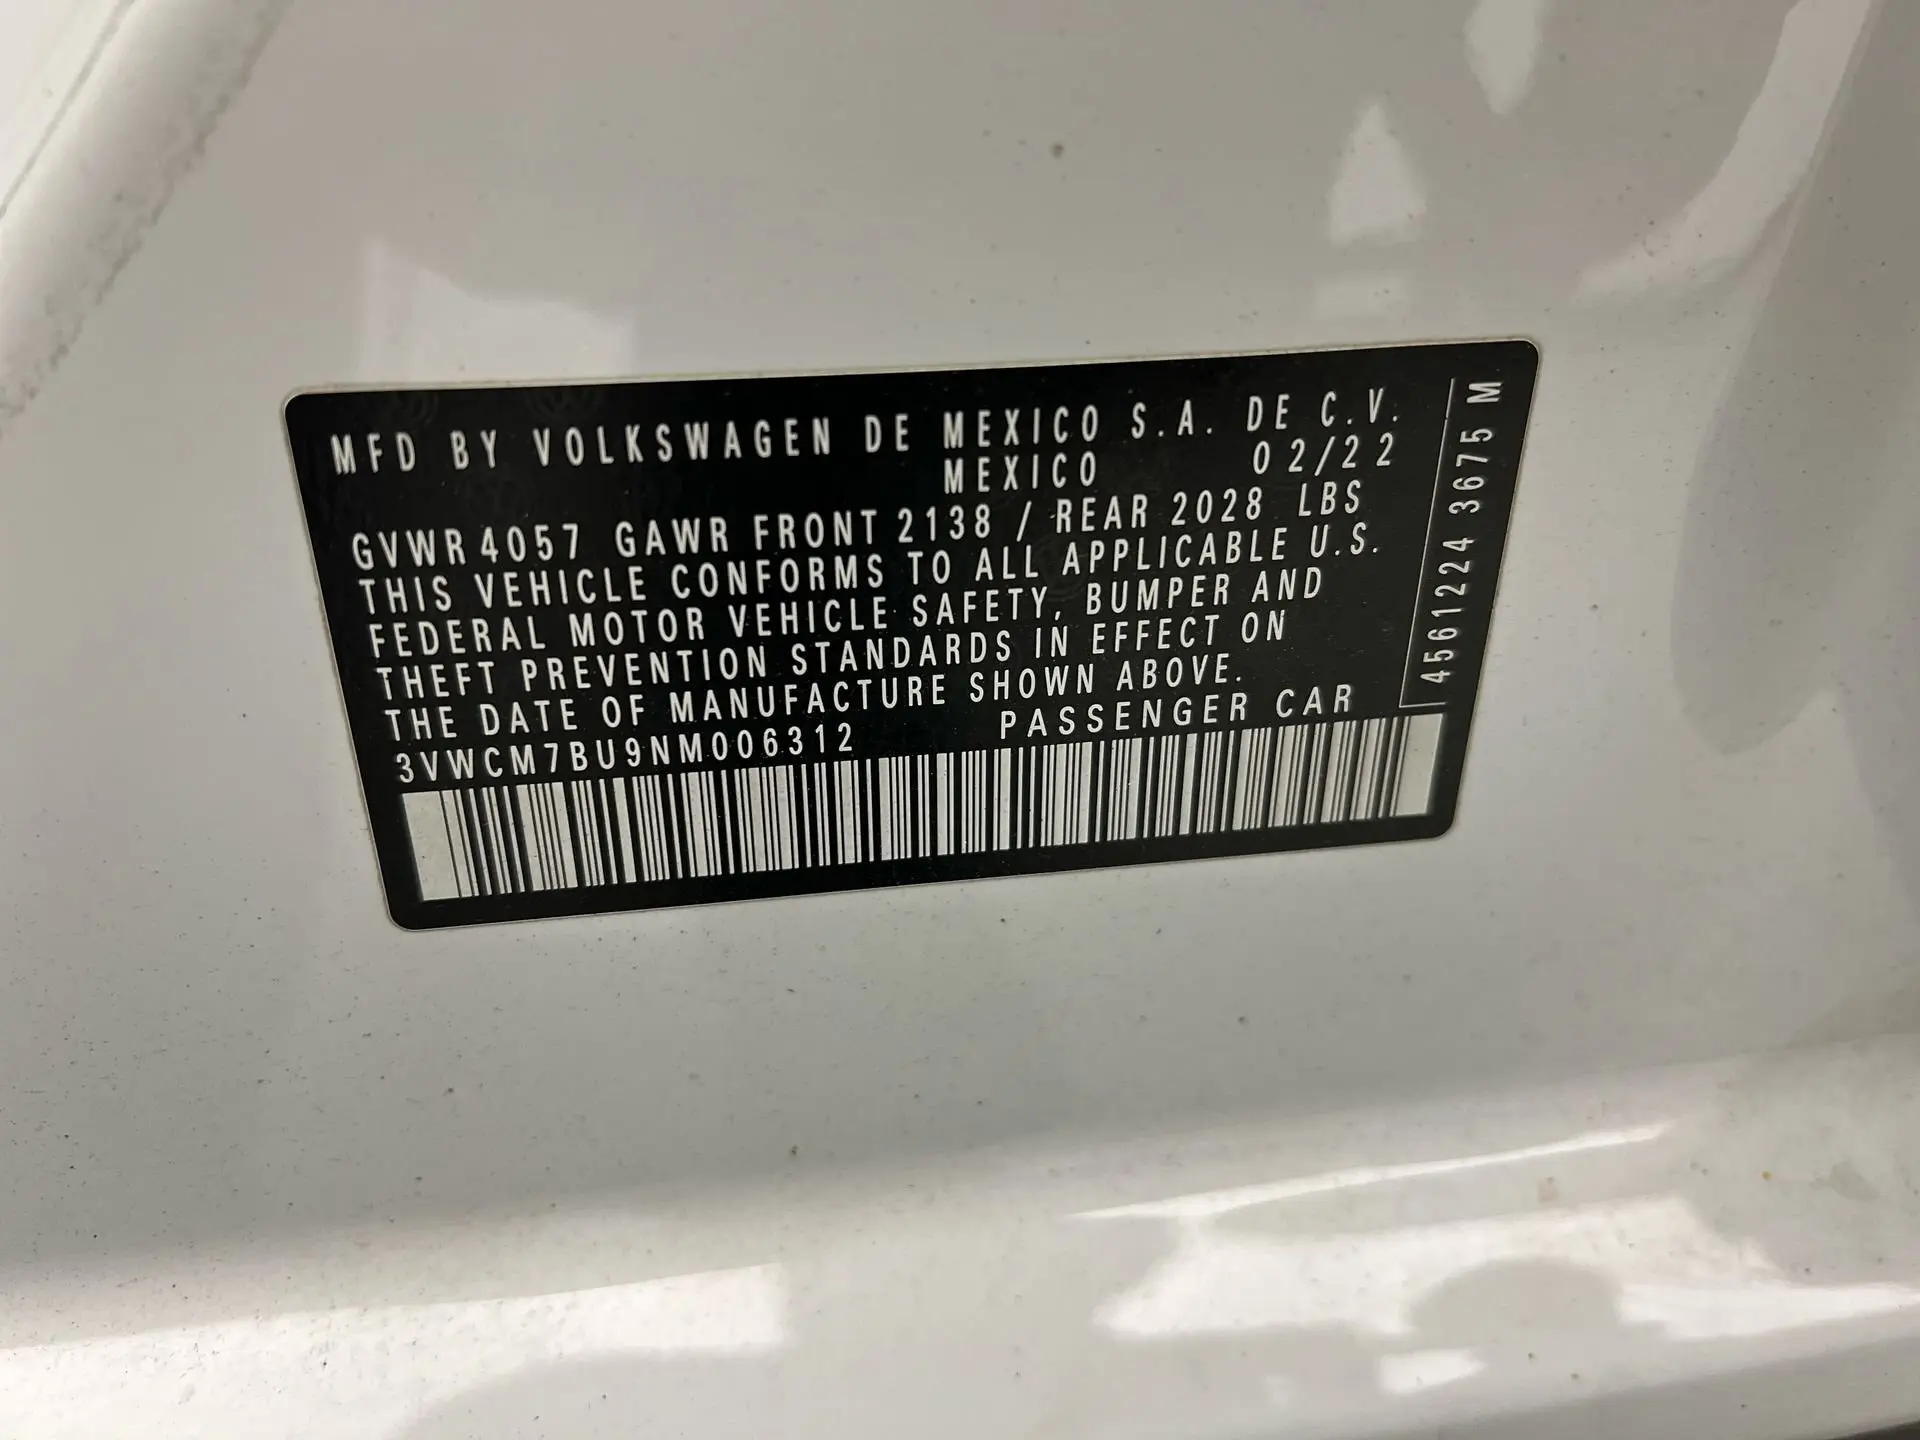 MFD BY VOLKSWAGEN DE MEXICO S.A. DE C.V.
MEXICO 02/22
GVWR 4057 GAWR FRONT 2138 / REAR 2028 LBS
THIS VEHICLE CONFORMS TO ALL APPLICABLE U.S.
FEDERAL MOTOR VEHICLE SAFETY, BUMPER AND
THEFT PREVENTION STANDARDS IN EFFECT ON
THE DATE OF MANUFACTURE SHOWN ABOVE.
3VWCM7BU9NM006312 PASSENGER CAR
4561224 3675 M